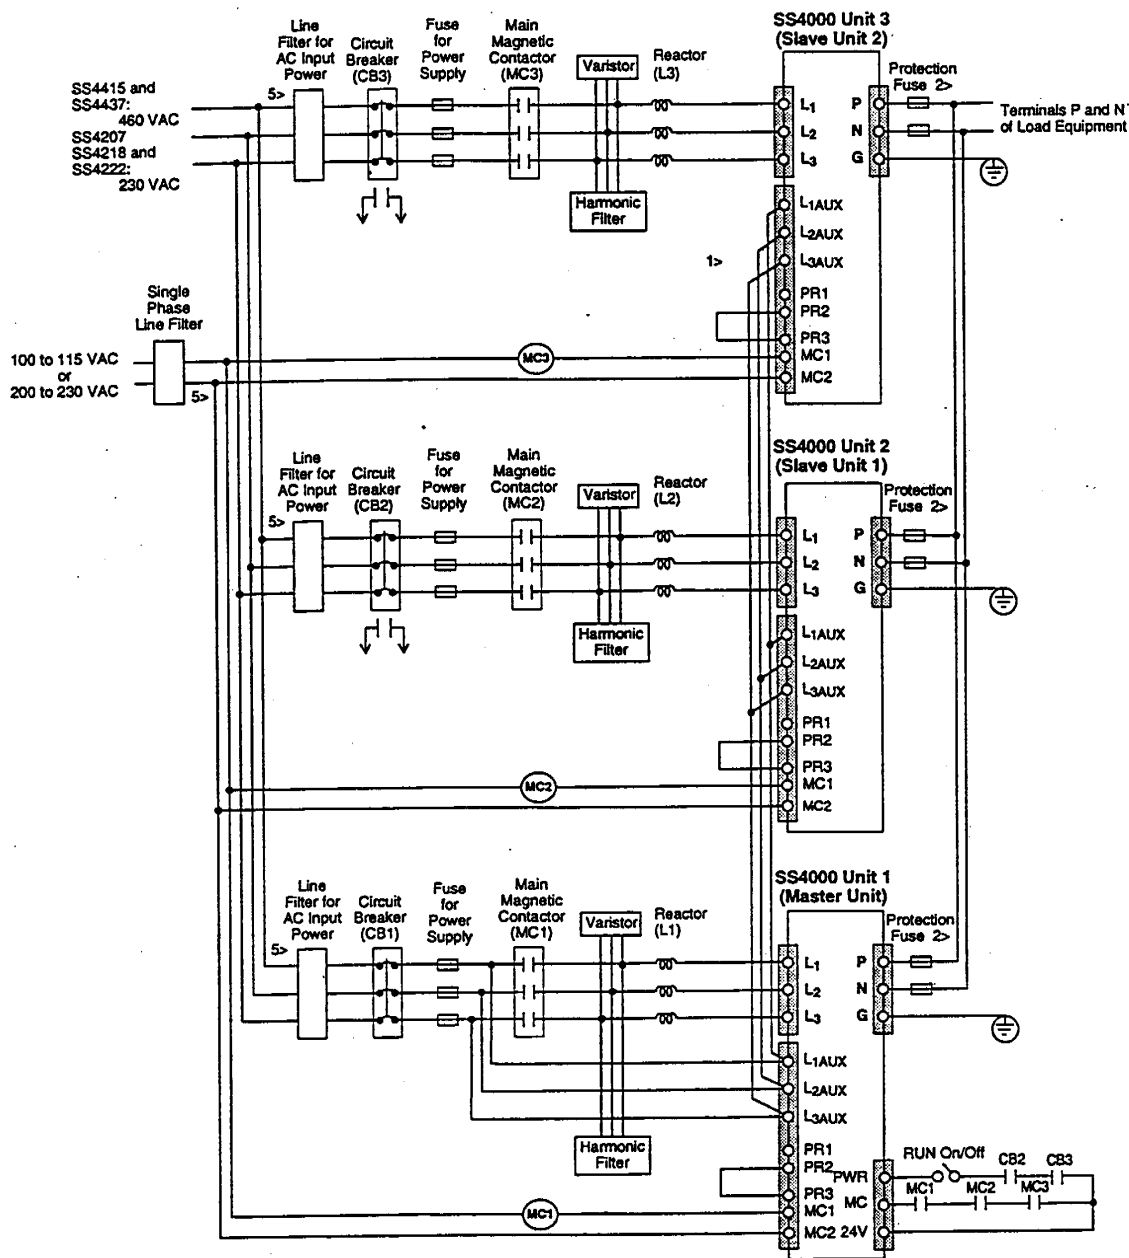 SS4000 Unit 3
(Slave Unit 2)
Line
Filter for
AC Input
Power
Circuit
Breaker
(CB3)
Fuse
for
Power
Supply
Main
Magnetic
Contactor
(MC3)
Varistor
Reactor
(L3)
Protection
Fuse 2>
SS4415 and
SS4437:
460 VAC
SS4207
SS4218 and
SS4222:
230 VAC
5>
L1
L2
L3
P
N
G
Terminals P and N
of Load Equipment
Harmonic
Filter
L1AUX
L2AUX
L3AUX
1>
PR1
PR2
PR3
MC1
MC2
Single
Phase
Line Filter
100 to 115 VAC
or
200 to 230 VAC
5>
MC3
SS4000 Unit 2
(Slave Unit 1)
Line
Filter for
AC Input
Power
Circuit
Breaker
(CB2)
Fuse
for
Power
Supply
Main
Magnetic
Contactor
(MC2)
Varistor
Reactor
(L2)
Protection
Fuse 2>
5>
L1
L2
L3
P
N
G
Harmonic
Filter
L1AUX
L2AUX
L3AUX
PR1
PR2
PR3
MC1
MC2
MC2
SS4000 Unit 1
(Master Unit)
Line
Filter for
AC Input
Power
Circuit
Breaker
(CB1)
Fuse
for
Power
Supply
Main
Magnetic
Contactor
(MC1)
Varistor
Reactor
(L1)
Protection
Fuse 2>
5>
L1
L2
L3
P
N
G
L1AUX
L2AUX
L3AUX
Harmonic
Filter
PR1
PR2
PR3
MC1
MC2
MC1
PWR
MC
24V
RUN On/Off
CB2
CB3
MC1
MC2
MC3